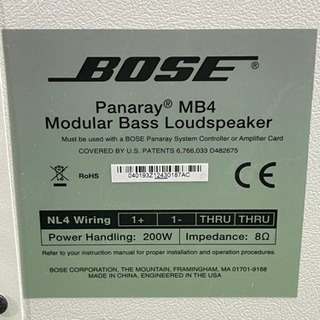 BOSE
Panaray® MB4
Modular Bass Loudspeaker
Must be used with a BOSE Panaray System Controller or Amplifier Card
COVERED BY U.S. PATENTS 6,766,033 D482675
RoHS
040193Z12430187AC
CE
NL4 Wiring 1+ 1- THRU THRU
Power Handling: 200W Impedance: 8Ω
Refer to your instruction manual for proper installation and operation details.
BOSE CORPORATION, THE MOUNTAIN, FRAMINGHAM, MA 01701-9168
MADE IN CHINA, ENGINEERED IN THE USA